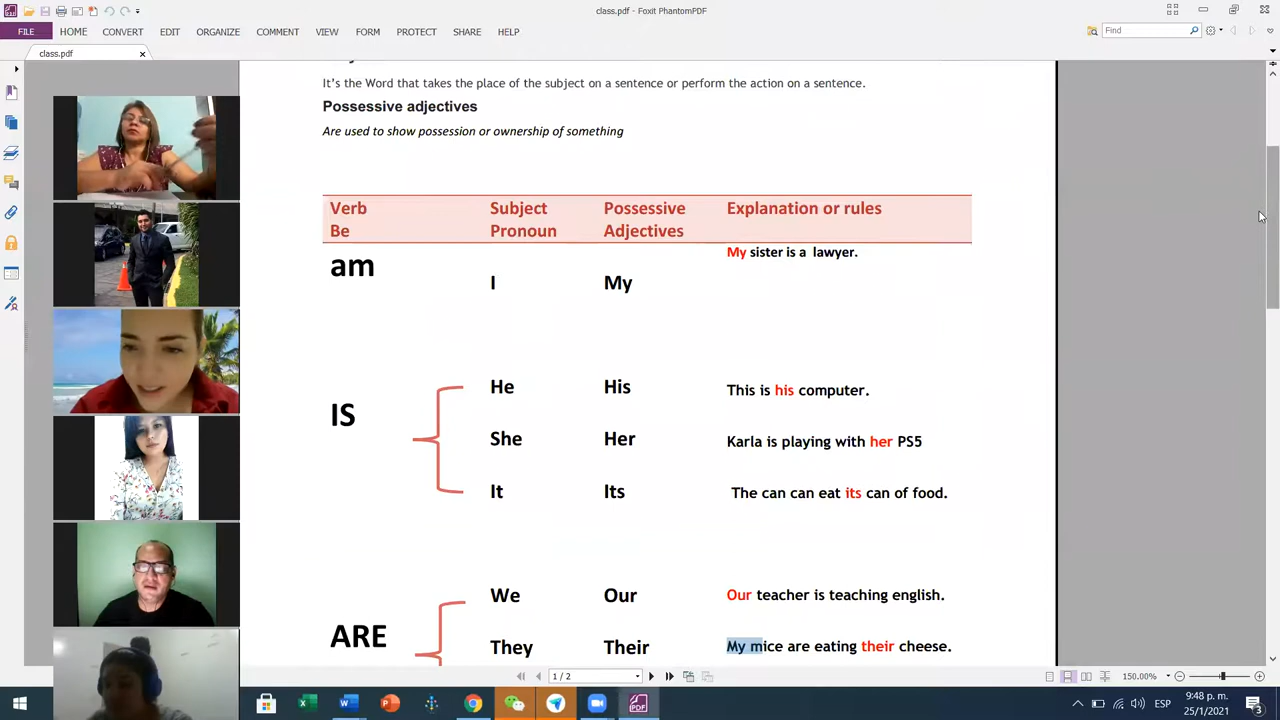 class.pdf - Foxit PhantomPDF
FILE HOME CONVERT EDIT ORGANIZE COMMENT VIEW FORM PROTECT SHARE HELP Find
class.pdf
It's the Word that takes the place of the subject on a sentence or perform the action on a sentence.
Possessive adjectives
Are used to show possession or ownership of something
Verb Be Subject Pronoun Possessive Adjectives Explanation or rules
am I My My sister is a lawyer.
IS
He His This is his computer.
She Her Karla is playing with her PS5
It Its The can can eat its can of food.
ARE
We Our Our teacher is teaching english.
They Their My mice are eating their cheese.
1 / 2 150.00%
ESP 9:48 p. m. 25/1/2021 3